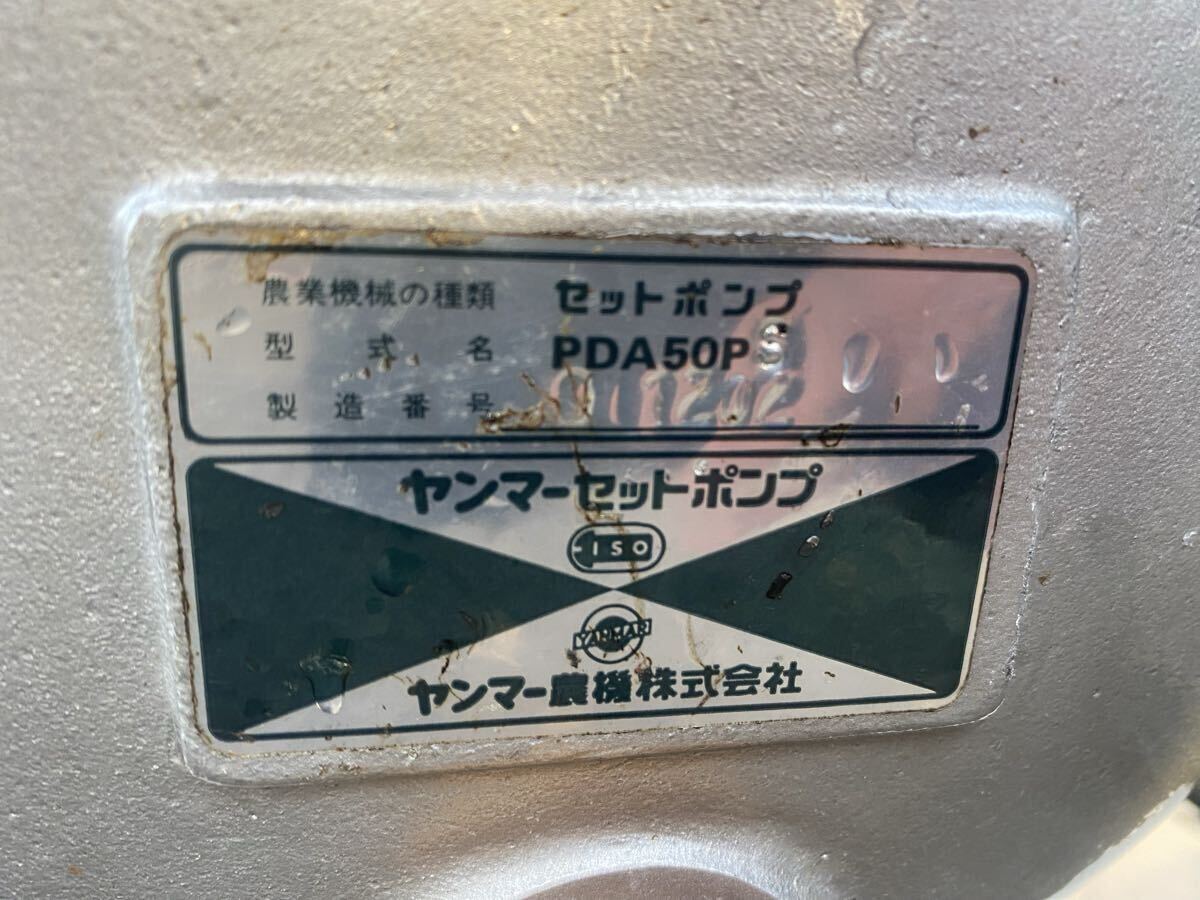 農業機械の種類 セットポンプ
型式名 PDA50PS
製造番号
ヤンマーセットポンプ
ISO
YANMAR
ヤンマー農機株式会社